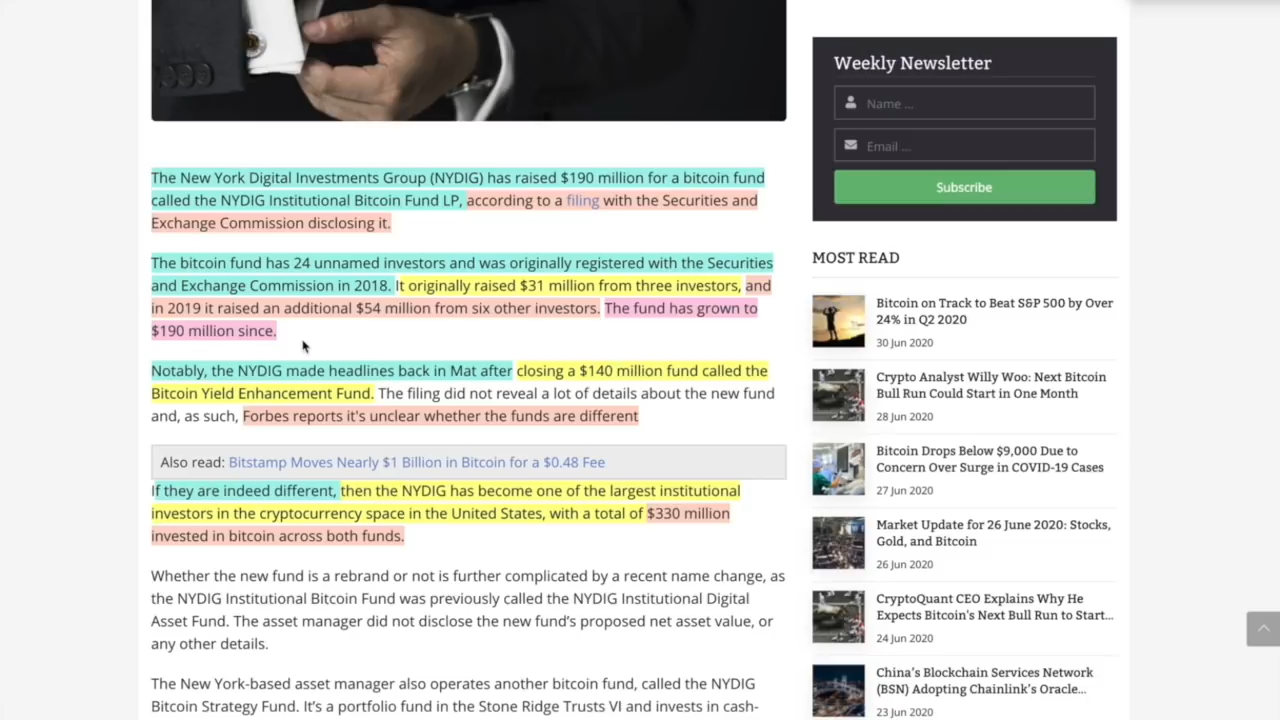 The New York Digital Investments Group (NYDIG) has raised $190 million for a bitcoin fund
called the NYDIG Institutional Bitcoin Fund LP, according to a filing with the Securities and
Exchange Commission disclosing it.
The bitcoin fund has 24 unnamed investors and was originally registered with the Securities
and Exchange Commission in 2018. It originally raised $31 million from three investors, and
in 2019 it raised an additional $54 million from six other investors. The fund has grown to
$190 million since.
Notably, the NYDIG made headlines back in Mat after closing a $140 million fund called the
Bitcoin Yield Enhancement Fund. The filing did not reveal a lot of details about the new fund
and, as such, Forbes reports it's unclear whether the funds are different
Also read: Bitstamp Moves Nearly $1 Billion in Bitcoin for a $0.48 Fee
If they are indeed different, then the NYDIG has become one of the largest institutional
investors in the cryptocurrency space in the United States, with a total of $330 million
invested in bitcoin across both funds.
Whether the new fund is a rebrand or not is further complicated by a recent name change, as
the NYDIG Institutional Bitcoin Fund was previously called the NYDIG Institutional Digital
Asset Fund. The asset manager did not disclose the new fund's proposed net asset value, or
any other details.
The New York-based asset manager also operates another bitcoin fund, called the NYDIG
Bitcoin Strategy Fund. It's a portfolio fund in the Stone Ridge Trusts VI and invests in cash-
Weekly Newsletter
Name ...
Email ...
Subscribe
MOST READ
Bitcoin on Track to Beat S&P 500 by Over
24% in Q2 2020
30 Jun 2020
Crypto Analyst Willy Woo: Next Bitcoin
Bull Run Could Start in One Month
28 Jun 2020
Bitcoin Drops Below $9,000 Due to
Concern Over Surge in COVID-19 Cases
27 Jun 2020
Market Update for 26 June 2020: Stocks,
Gold, and Bitcoin
26 Jun 2020
CryptoQuant CEO Explains Why He
Expects Bitcoin's Next Bull Run to Start...
24 Jun 2020
China's Blockchain Services Network
(BSN) Adopting Chainlink's Oracle...
23 Jun 2020